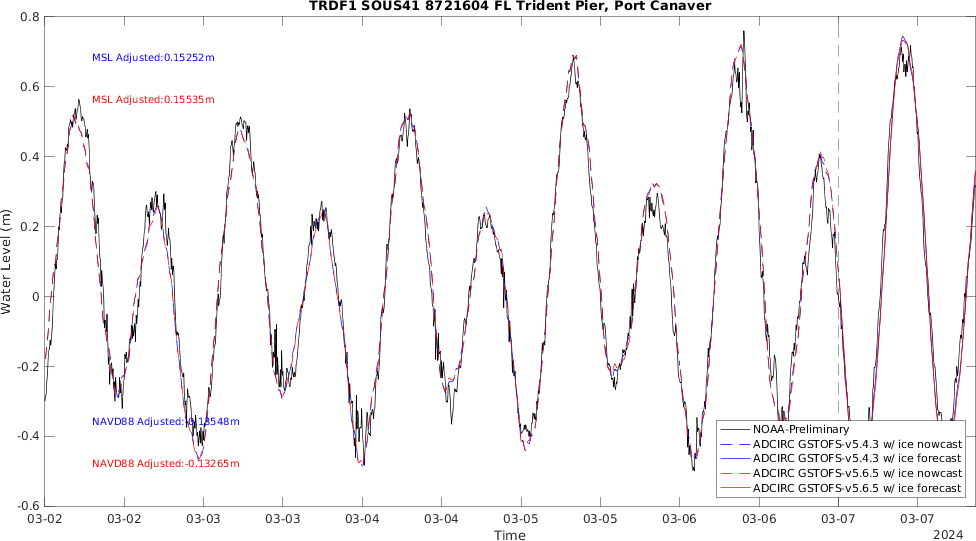 TRDF1 SOUS41 8721604 FL Trident Pier, Port Canaver
0.8
0.6
0.4
0.2
0
-0.2
-0.4
-0.6
Water Level (m)
MSL Adjusted:0.15252m
MSL Adjusted:0.15535m
NAVD88 Adjusted:-0.13548m
NAVD88 Adjusted:-0.13265m
NOAA-Preliminary
ADCIRC GSTOFS-v5.4.3 w/ ice nowcast
ADCIRC GSTOFS-v5.4.3 w/ ice forecast
ADCIRC GSTOFS-v5.6.5 w/ ice nowcast
ADCIRC GSTOFS-v5.6.5 w/ ice forecast
03-02 03-02 03-03 03-03 03-04 03-04 03-05 03-05 03-06 03-06 03-07 03-07
Time
2024